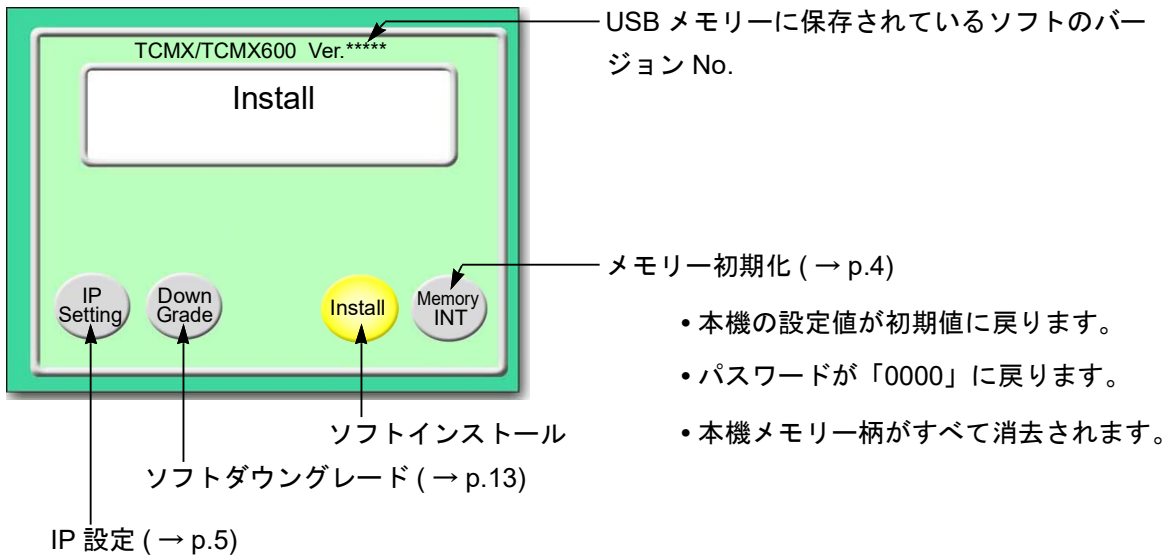 USB メモリーに保存されているソフトのバー
ジョン No.
TCMX/TCMX600 Ver.*****
Install
メモリー初期化 ( → p.4)
IP
Setting
Down
Grade
Install
Memory
INT
• 本機の設定値が初期値に戻ります。
• パスワードが「0000」に戻ります。
• 本機メモリー柄がすべて消去されます。
ソフトインストール
ソフトダウングレード ( → p.13)
IP 設定 ( → p.5)